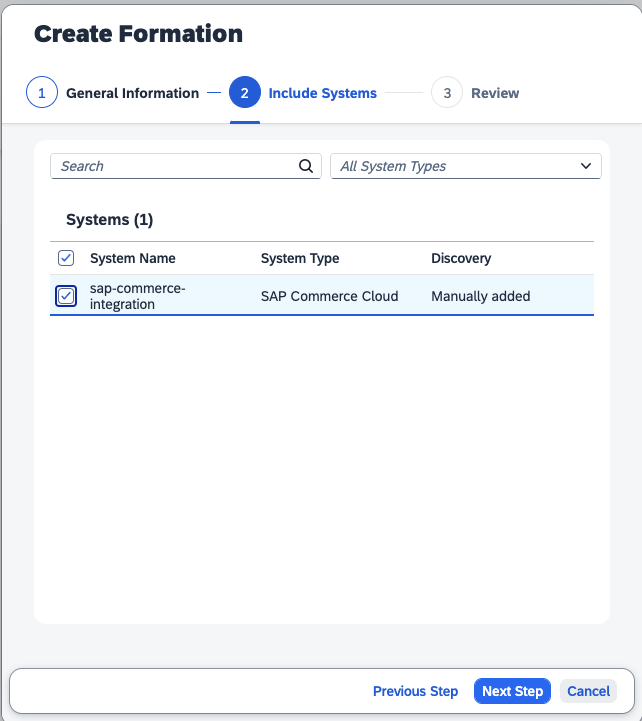 Create Formation
1 General Information 2 Include Systems 3 Review
Search All System Types
Systems (1)
System Name System Type Discovery
sap-commerce-
integration SAP Commerce Cloud Manually added
Previous Step Next Step Cancel